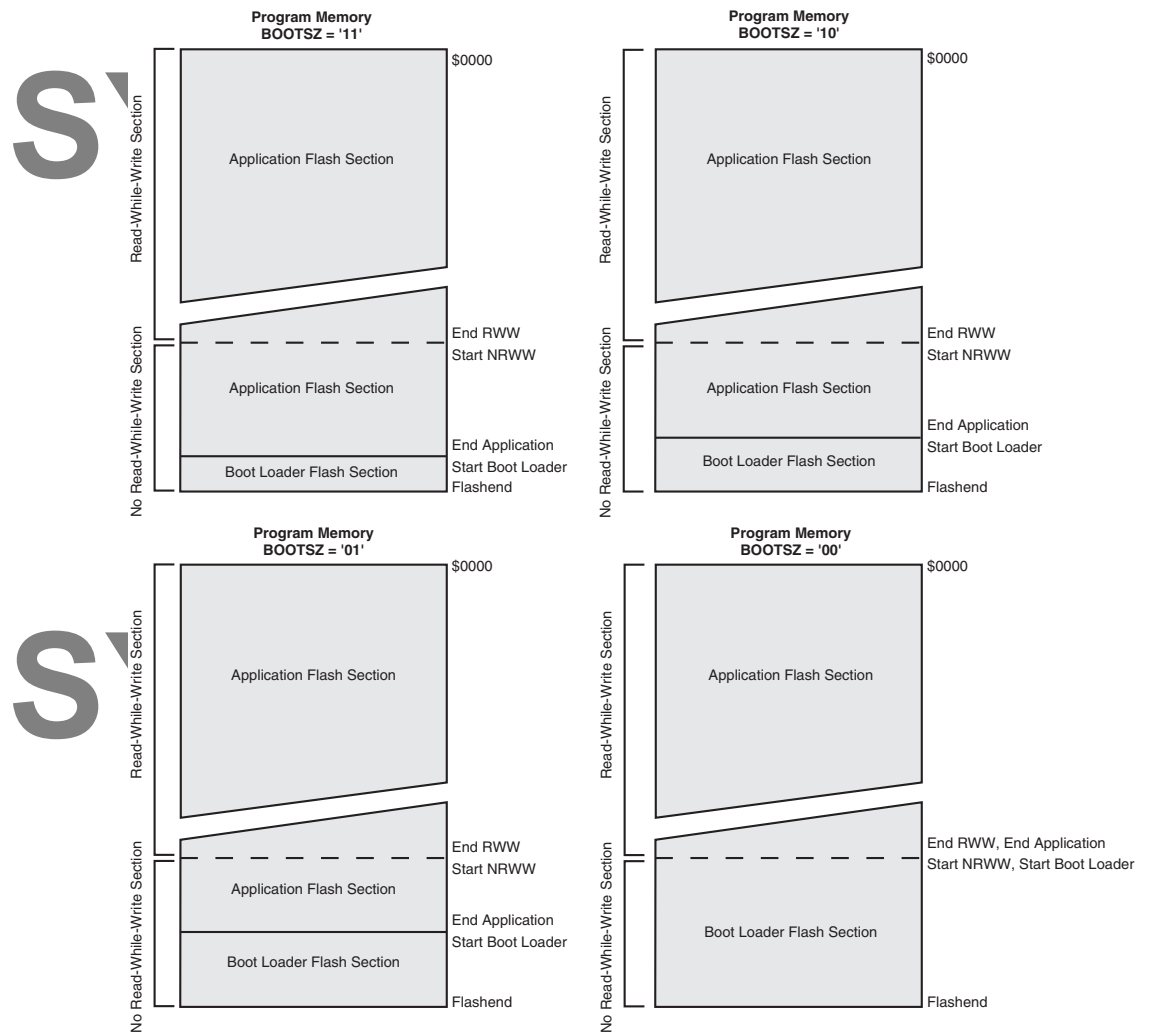 Program Memory
BOOTSZ = '11'
$0000
Read-While-Write Section
Application Flash Section
End RWW
Start NRWW
No Read-While-Write Section
Application Flash Section
End Application
Start Boot Loader
Boot Loader Flash Section
Flashend
Program Memory
BOOTSZ = '10'
$0000
Read-While-Write Section
Application Flash Section
End RWW
Start NRWW
No Read-While-Write Section
Application Flash Section
End Application
Start Boot Loader
Boot Loader Flash Section
Flashend
Program Memory
BOOTSZ = '01'
$0000
Read-While-Write Section
Application Flash Section
End RWW
Start NRWW
No Read-While-Write Section
Application Flash Section
End Application
Start Boot Loader
Boot Loader Flash Section
Flashend
Program Memory
BOOTSZ = '00'
$0000
Read-While-Write Section
Application Flash Section
End RWW, End Application
Start NRWW, Start Boot Loader
No Read-While-Write Section
Boot Loader Flash Section
Flashend